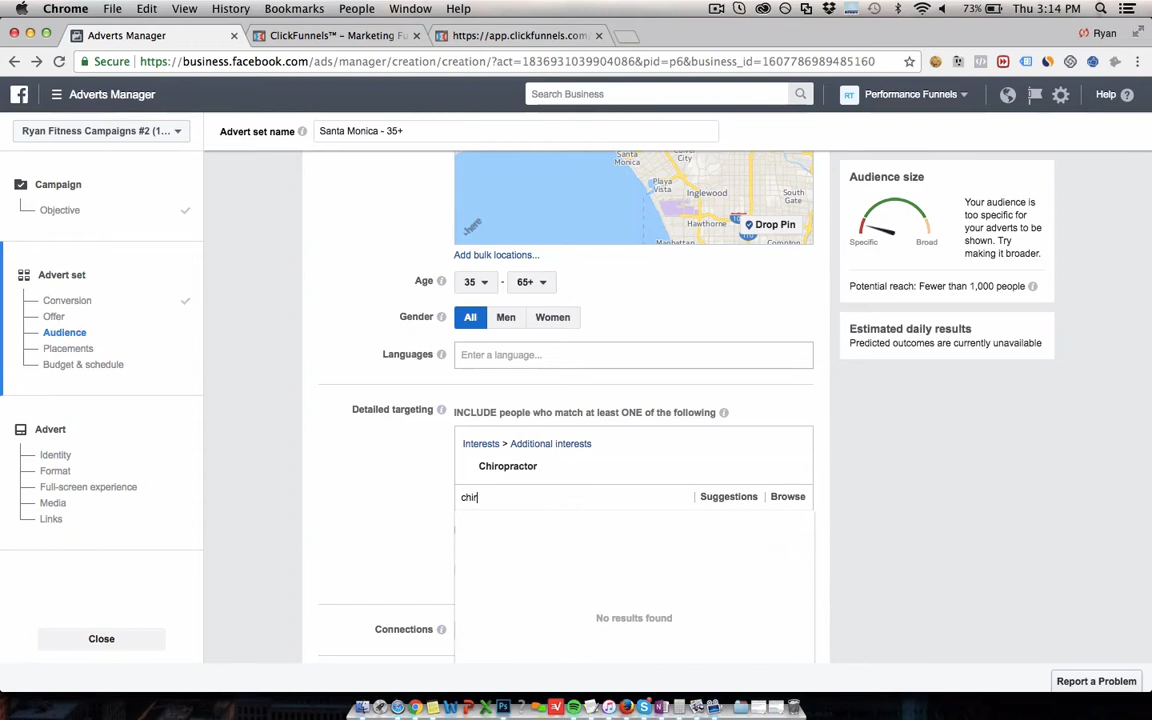 Chrome File Edit View History Bookmarks People Window Help 73% Thu 3:14 PM
Adverts Manager ClickFunnels™ – Marketing Fu https://app.clickfunnels.com/ Ryan
Secure https://business.facebook.com/ads/manager/creation/creation/?act=1836931039904086&pid=p6&business_id=1607786989485160
Adverts Manager Search Business RT Performance Funnels Help
Ryan Fitness Campaigns #2 (1... Advert set name Santa Monica - 35+
Campaign
Objective
Advert set
Conversion
Offer
Audience
Placements
Budget & schedule
Advert
Identity
Format
Full-screen experience
Media
Links
Close
Santa
Monica
Culver
City
Playa
Vista
Inglewood
South
Gate
Hawthorne
Manhattan
Compton
here
Drop Pin
Add bulk locations...
Age 35 - 65+
Gender All Men Women
Languages Enter a language...
Detailed targeting INCLUDE people who match at least ONE of the following
Interests > Additional interests
Chiropractor
chir Suggestions Browse
No results found
Connections
Audience size
Specific Broad
Your audience is
too specific for
your adverts to be
shown. Try
making it broader.
Potential reach: Fewer than 1,000 people
Estimated daily results
Predicted outcomes are currently unavailable
Report a Problem